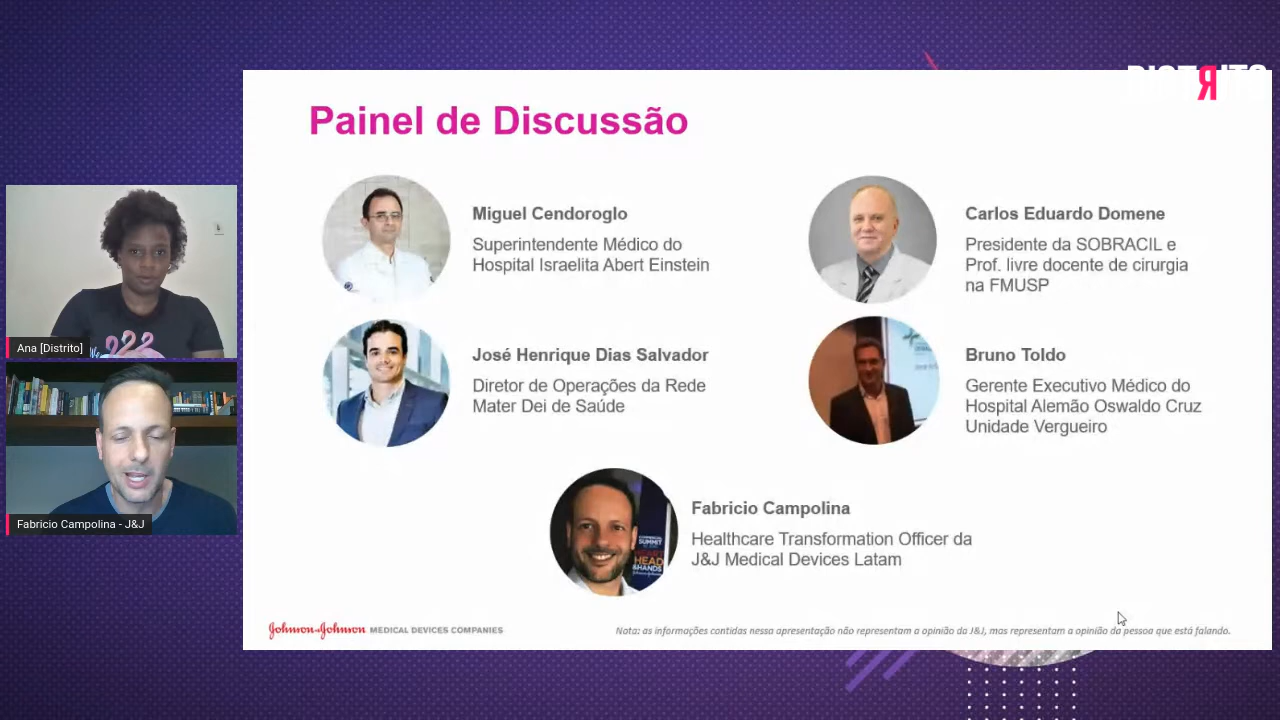 DISTRITO
Painel de Discussão
Miguel Cendoroglo
Superintendente Médico do
Hospital Israelita Abert Einstein
Carlos Eduardo Domene
Presidente da SOBRACIL e
Prof. livre docente de cirurgia
na FMUSP
José Henrique Dias Salvador
Diretor de Operações da Rede
Mater Dei de Saúde
Bruno Toldo
Gerente Executivo Médico do
Hospital Alemão Oswaldo Cruz
Unidade Vergueiro
SUMMIT
HEAD
&HANDS
Fabricio Campolina
Healthcare Transformation Officer da
J&J Medical Devices Latam
Johnson & Johnson MEDICAL DEVICES COMPANIES
Nota: as informações contidas nessa apresentação não representam a opinião da J&J, mas representam a opinião da pessoa que está falando.
Ana [Distrito]
Fabricio Campolina - J&J